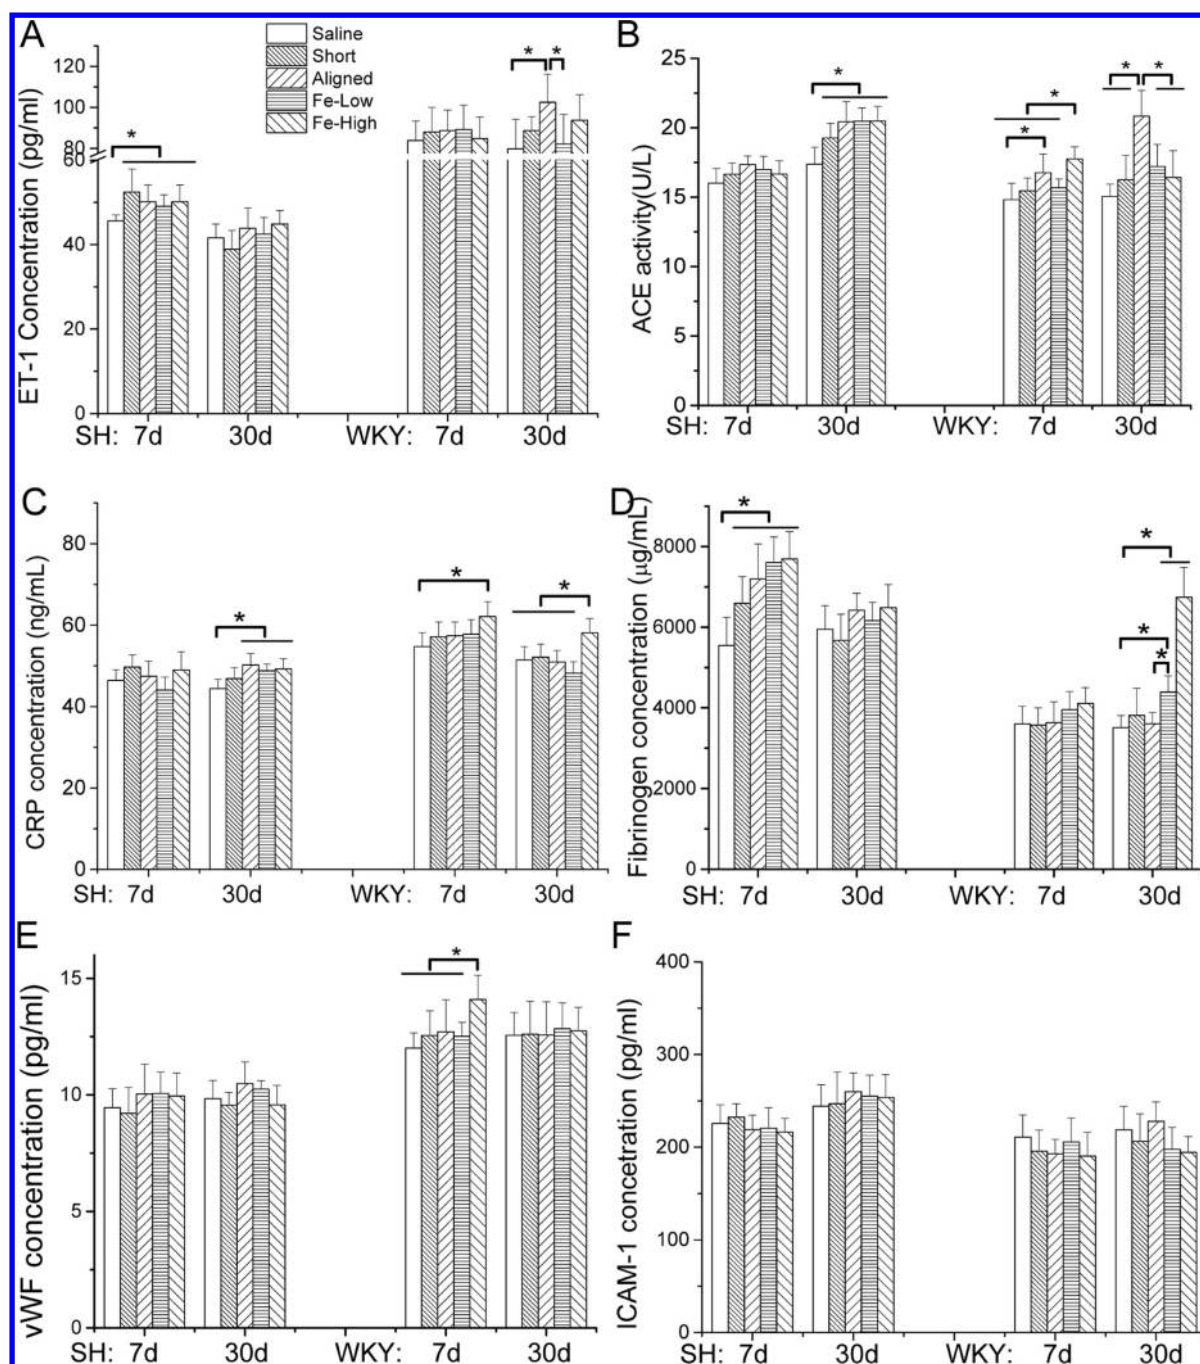 A
B
Saline
Short
Aligned
Fe-Low
Fe-High
ET-1 Concentration (pg/ml)
120
100
80
60
40
20
0
* * *
SH: 7d 30d WKY: 7d 30d
ACE activity(U/L)
25
20
15
10
5
0
* * * * *
SH: 7d 30d WKY: 7d 30d
C
D
CRP concentration (ng/mL)
80
60
40
20
0
* * *
SH: 7d 30d WKY: 7d 30d
Fibrinogen concentration (µg/mL)
8000
6000
4000
2000
0
* * * *
SH: 7d 30d WKY: 7d 30d
E
F
vWF concentration (pg/ml)
15
10
5
0
*
SH: 7d 30d WKY: 7d 30d
ICAM-1 concetration (pg/ml)
400
300
200
100
0
SH: 7d 30d WKY: 7d 30d